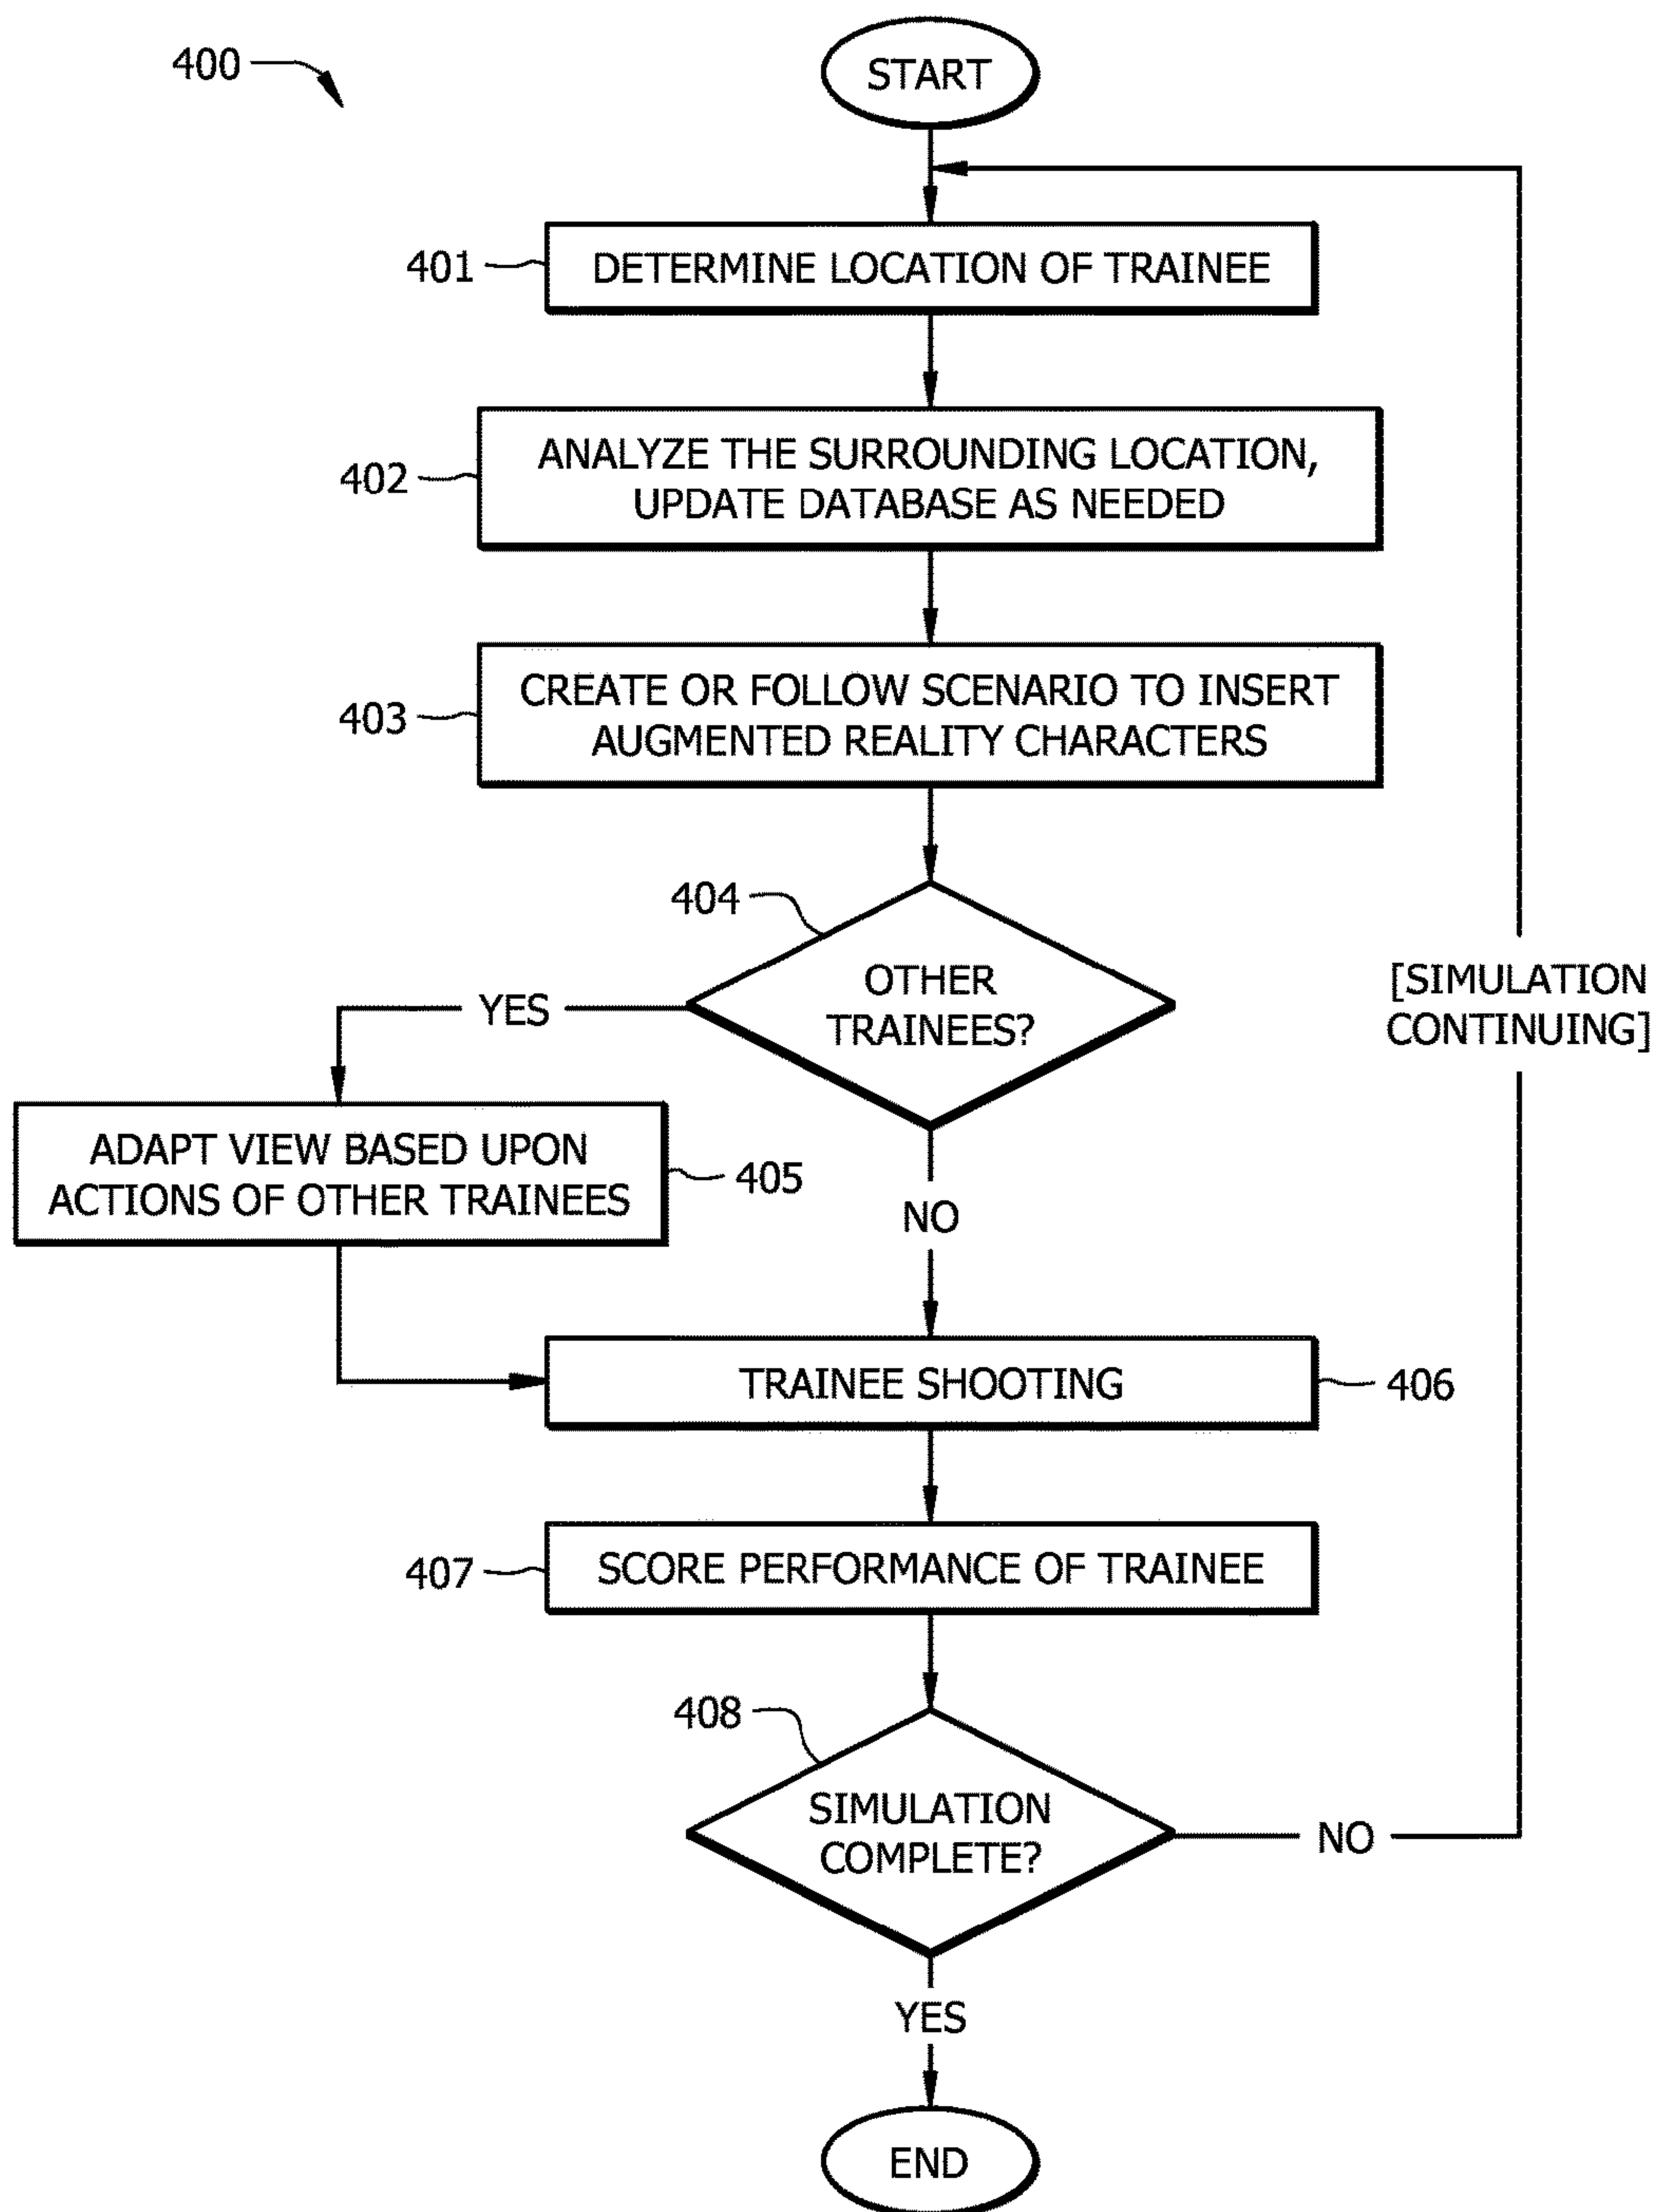 400
START
401
DETERMINE LOCATION OF TRAINEE
402
ANALYZE THE SURROUNDING LOCATION,
UPDATE DATABASE AS NEEDED
403
CREATE OR FOLLOW SCENARIO TO INSERT
AUGMENTED REALITY CHARACTERS
404
OTHER
TRAINEES?
[SIMULATION
CONTINUING]
YES
ADAPT VIEW BASED UPON
ACTIONS OF OTHER TRAINEES
405
NO
TRAINEE SHOOTING
406
407
SCORE PERFORMANCE OF TRAINEE
408
SIMULATION
COMPLETE?
NO
YES
END